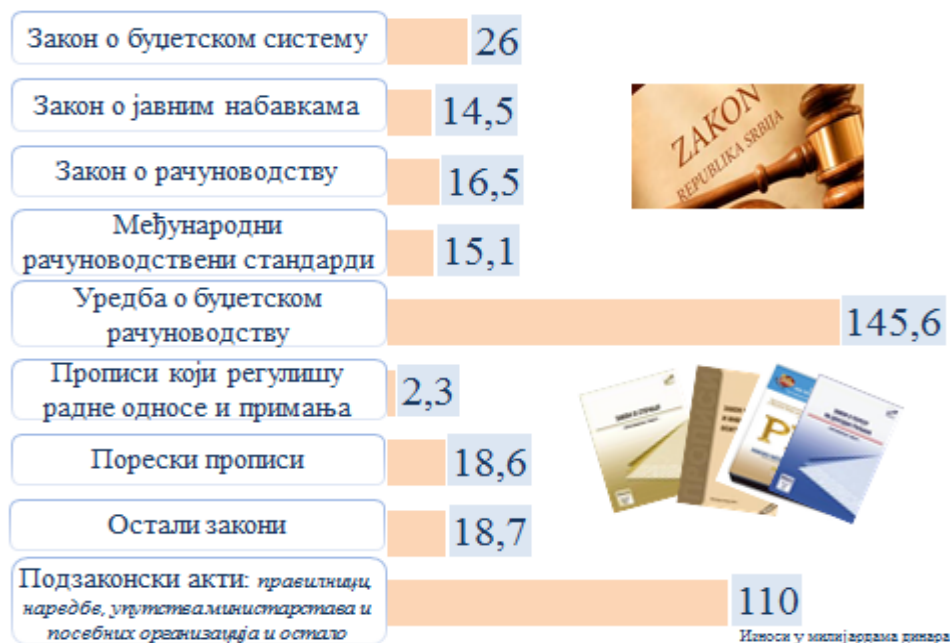 Закон о буџетском систему
26
Закон о јавним набавкама
14,5
Закон о рачуноводству
16,5
Међународни
рачуноводствени стандарди
15,1
Уредба о буџетском
рачуноводству
145,6
Прописи који регулишу
радне односе и примања
2,3
Порески прописи
18,6
Остали закони
18,7
Подзаконски акти: правилници,
наредбе, упутства министарстава и
посебних организација и остало
110
Износи у милијардама динара
ZAKON
REPUBLIKA SRBIJA